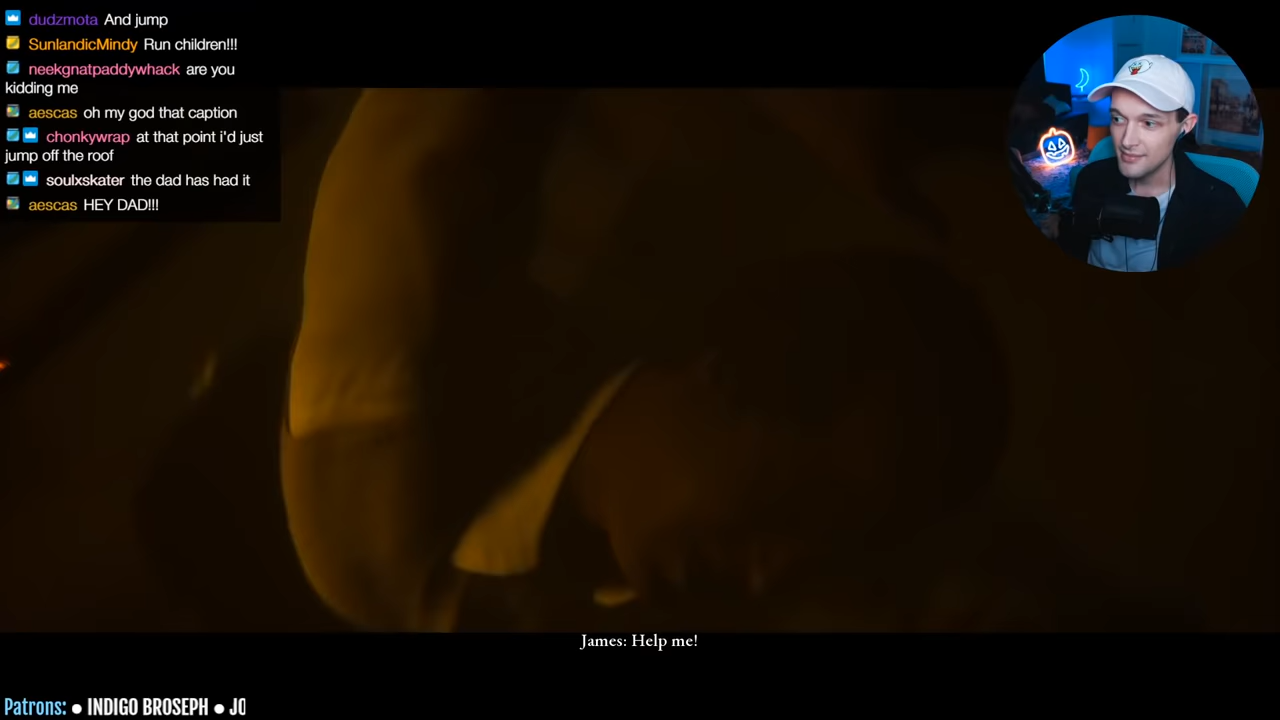 dudzmota And jump
SunlandicMindy Run children!!!
neekgnatpaddywhack are you
kidding me
aescas oh my god that caption
chonkywrap at that point i'd just
jump off the roof
soulxskater the dad has had it
aescas HEY DAD!!!
James: Help me!
Patrons: ● INDIGO BROSEPH ● JO